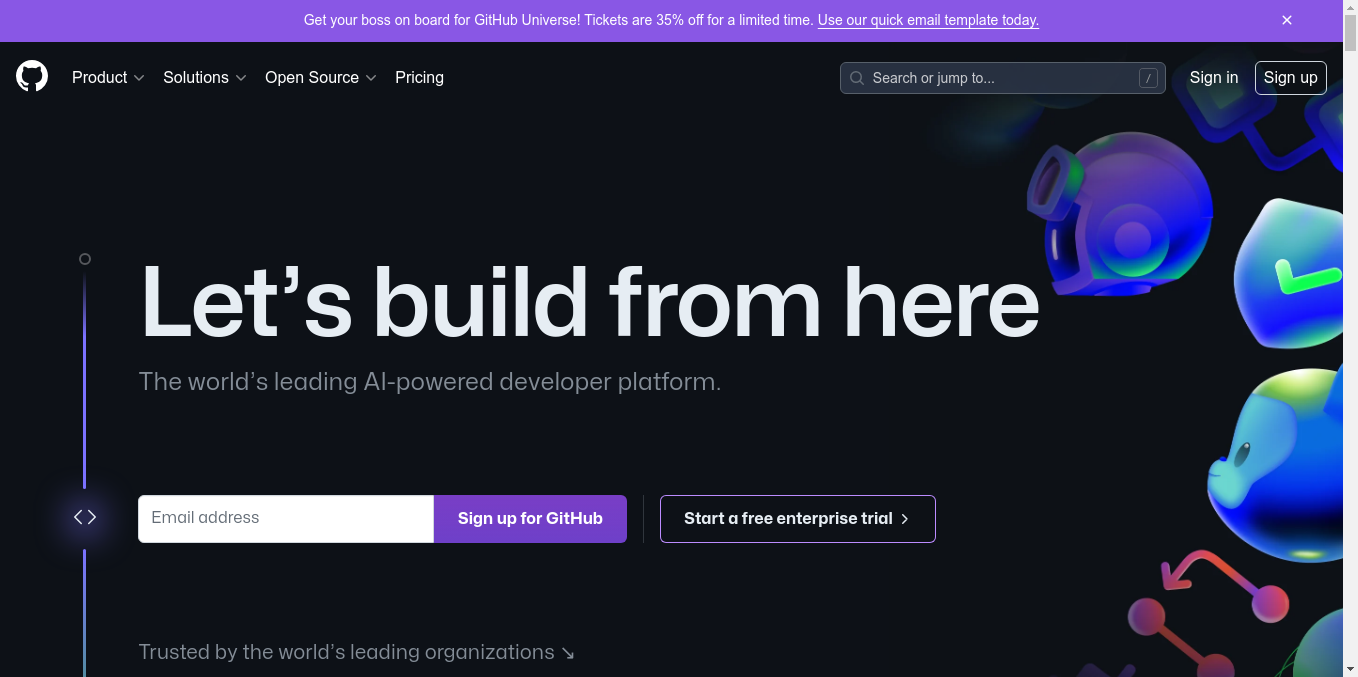 Get your boss on board for GitHub Universe! Tickets are 35% off for a limited time. Use our quick email template today.
Product Solutions Open Source Pricing Search or jump to... / Sign in Sign up
Let’s build from here
The world’s leading AI-powered developer platform.
Email address Sign up for GitHub Start a free enterprise trial
Trusted by the world’s leading organizations ↘